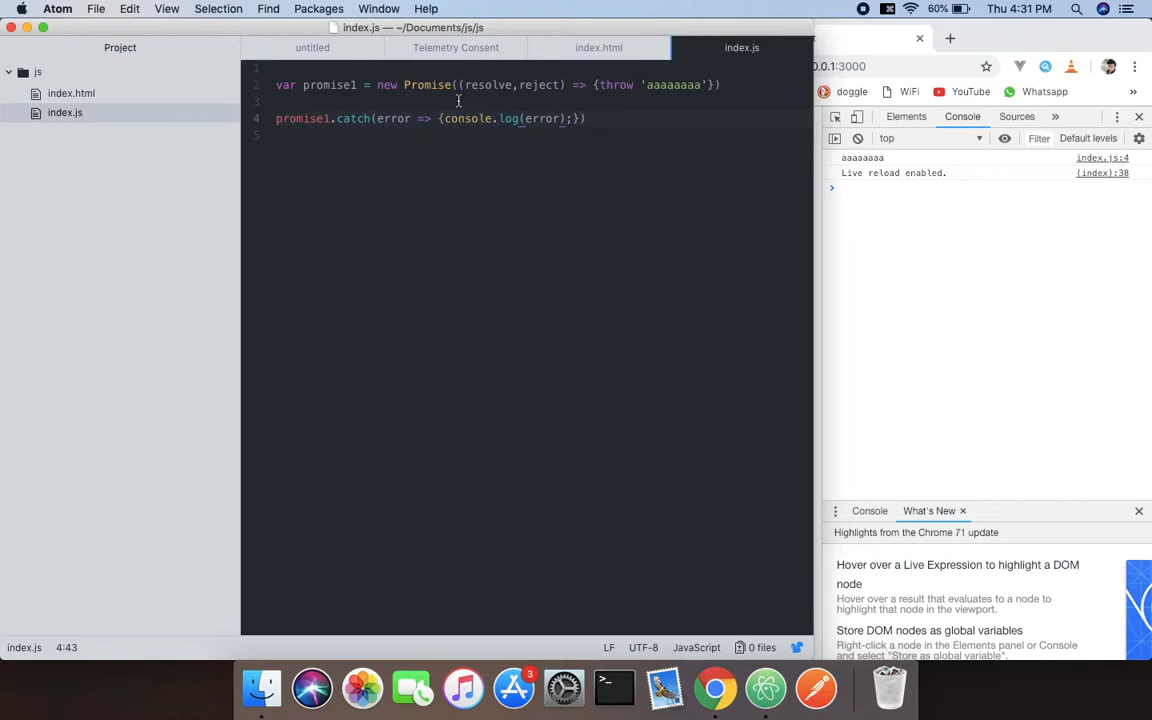 Atom File Edit View Selection Find Packages Window Help 60% Thu 4:31 PM
index.js — ~/Documents/js/js
Project untitled Telemetry Consent index.html index.js
js
index.html
index.js
1
2 var promise1 = new Promise((resolve,reject) => {throw 'aaaaaaaa'})
3
4 promise1.catch(error => {console.log(error);})
5
0.0.1:3000
doggle YouTube Whatsapp »
Elements Console Sources »
top Filter Default levels
aaaaaaaa index.js:4
Live reload enabled. (index):38
Console What's New
Highlights from the Chrome 71 update
Hover over a Live Expression to highlight a DOM
node
Hover over a result that evaluates to a node to
highlight that node in the viewport.
Store DOM nodes as global variables
Right-click a node in the Elements panel or Console
and select "Store as global variable".
index.js 4:43 LF UTF-8 JavaScript 0 files
3